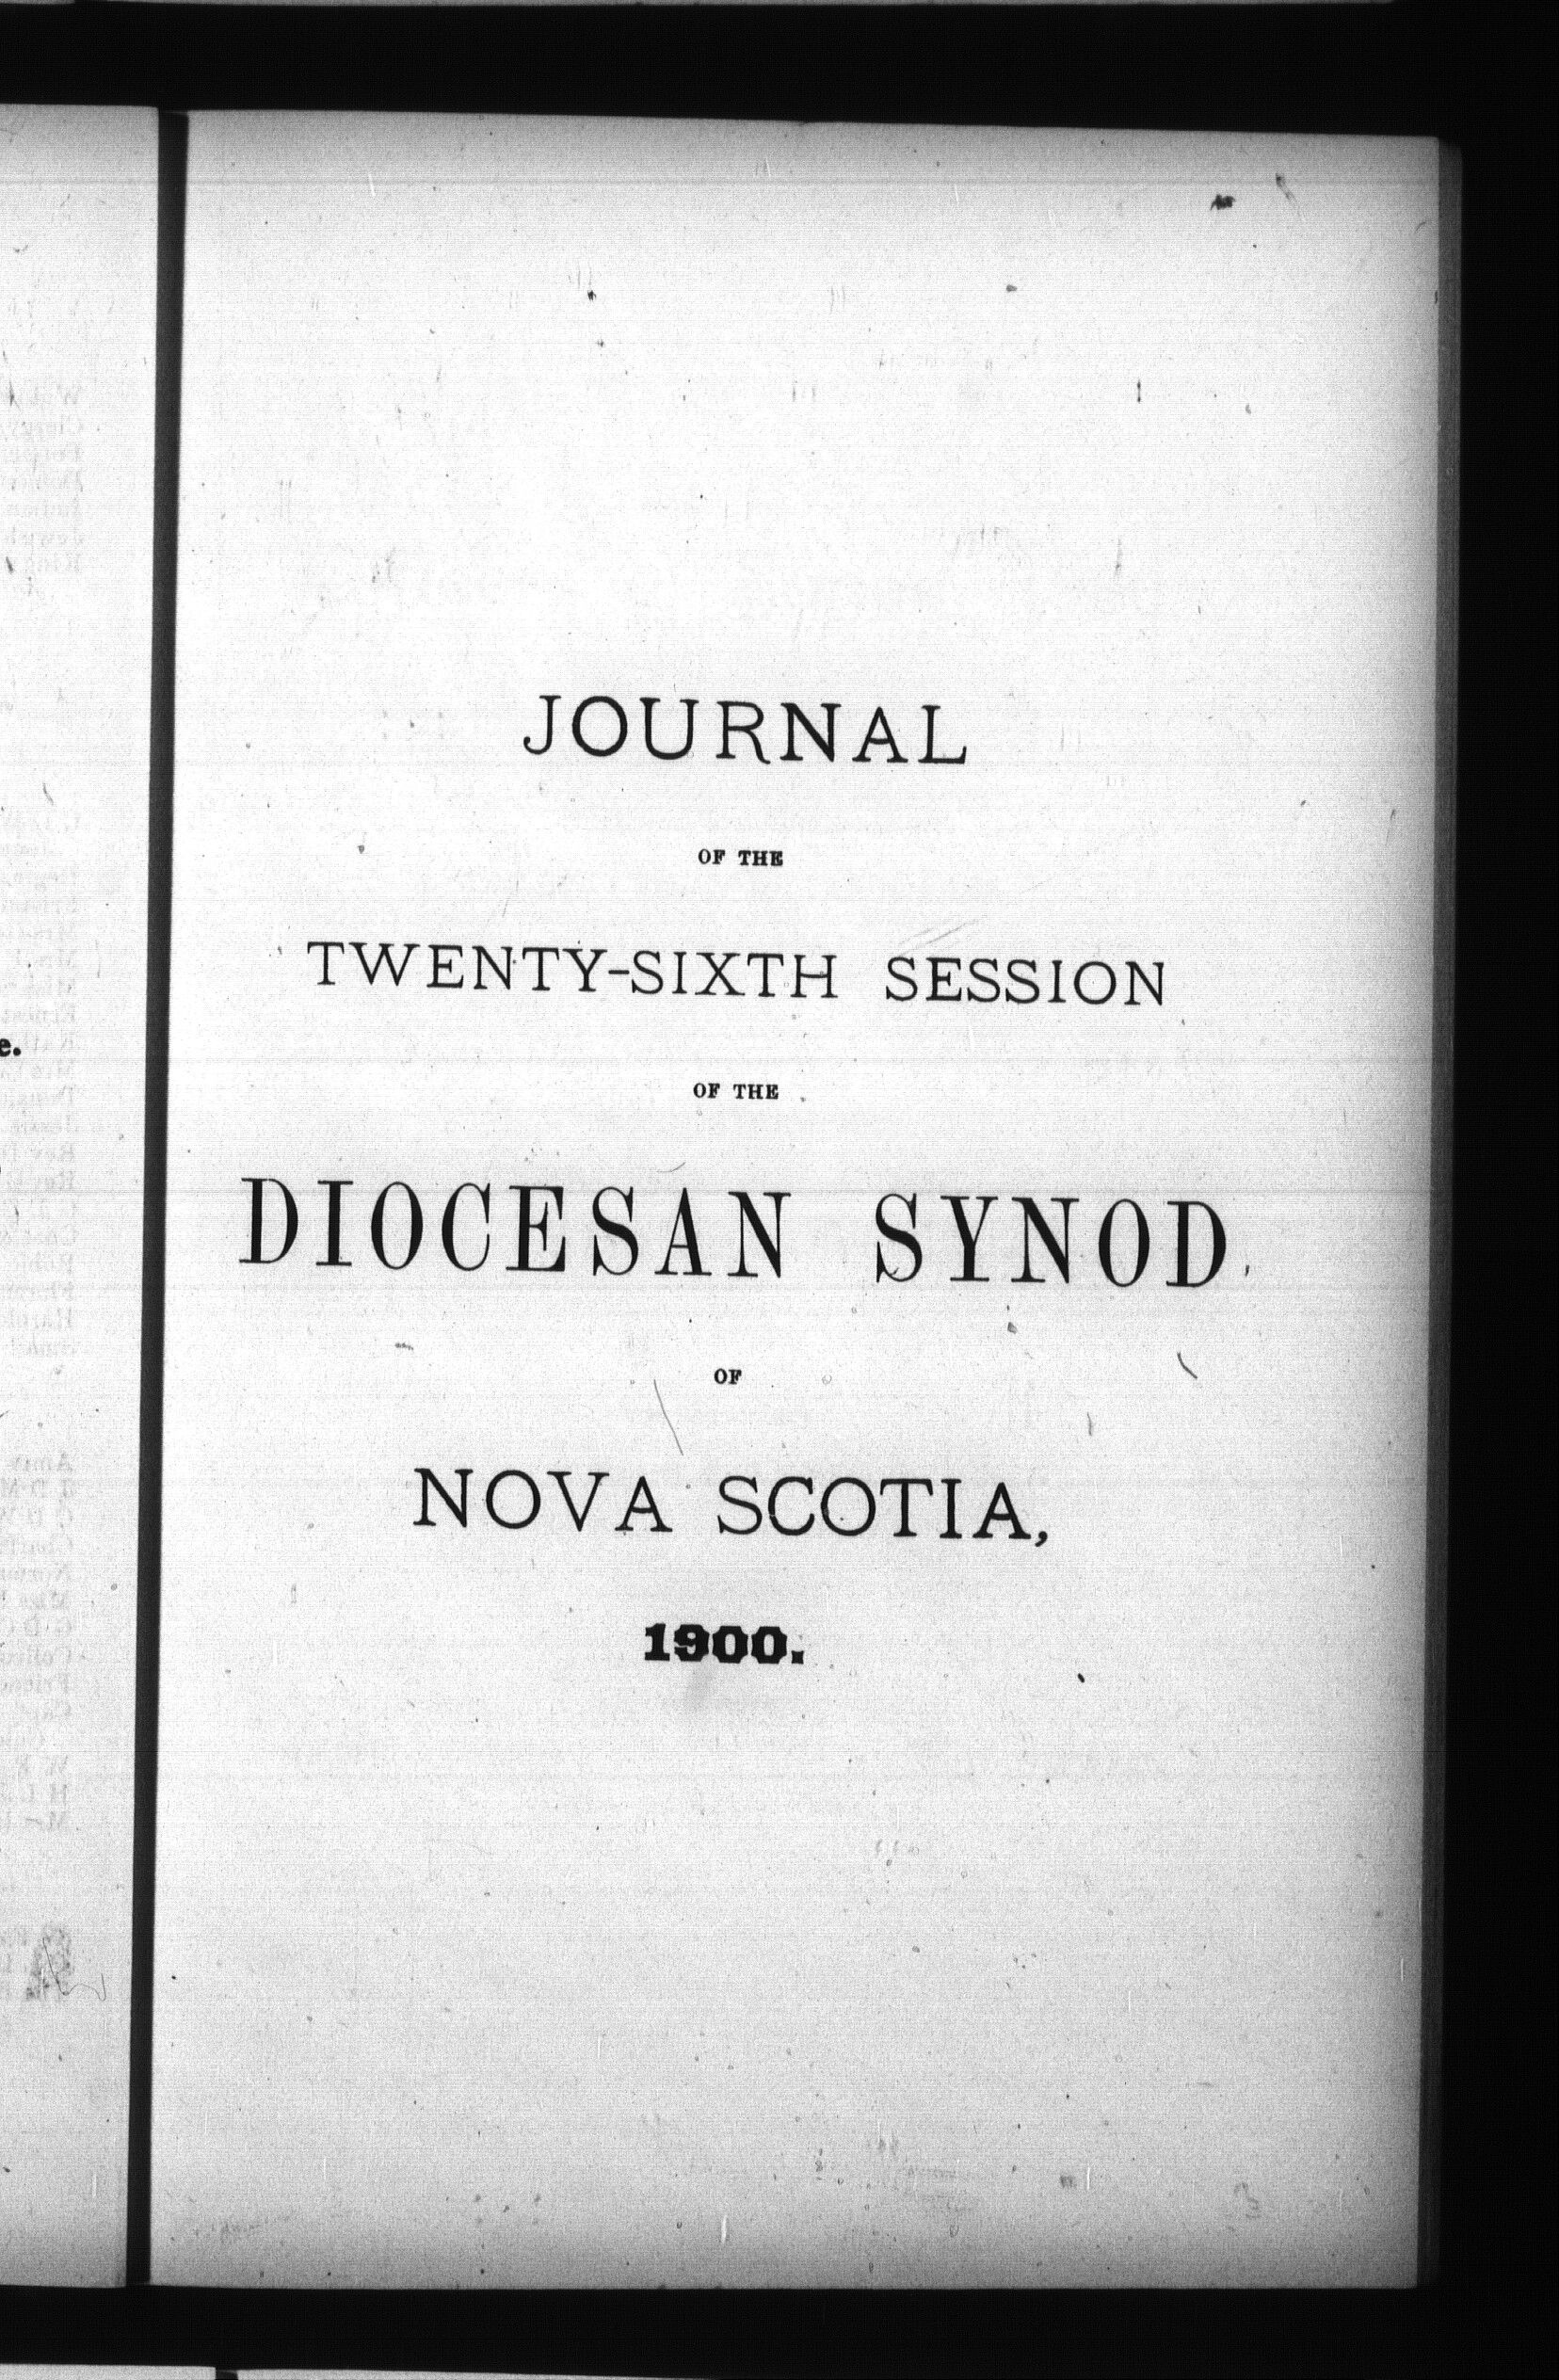 JOURNAL
OF THE
TWENTY-SIXTH SESSION
OF THE
DIOCESAN SYNOD
OF
NOVA SCOTIA,
1900.